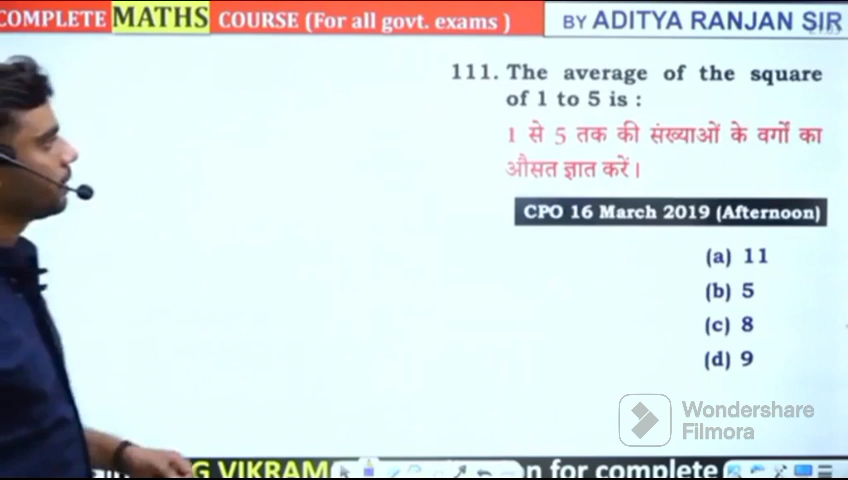 COMPLETE MATHS COURSE (For all govt. exams )
BY ADITYA RANJAN SIR
111. The average of the square
of 1 to 5 is :
1 से 5 तक की संख्याओं के वर्गों का
औसत ज्ञात करें।
CPO 16 March 2019 (Afternoon)
(a) 11
(b) 5
(c) 8
(d) 9
Wondershare
Filmora
G VIKRAM
n for complete